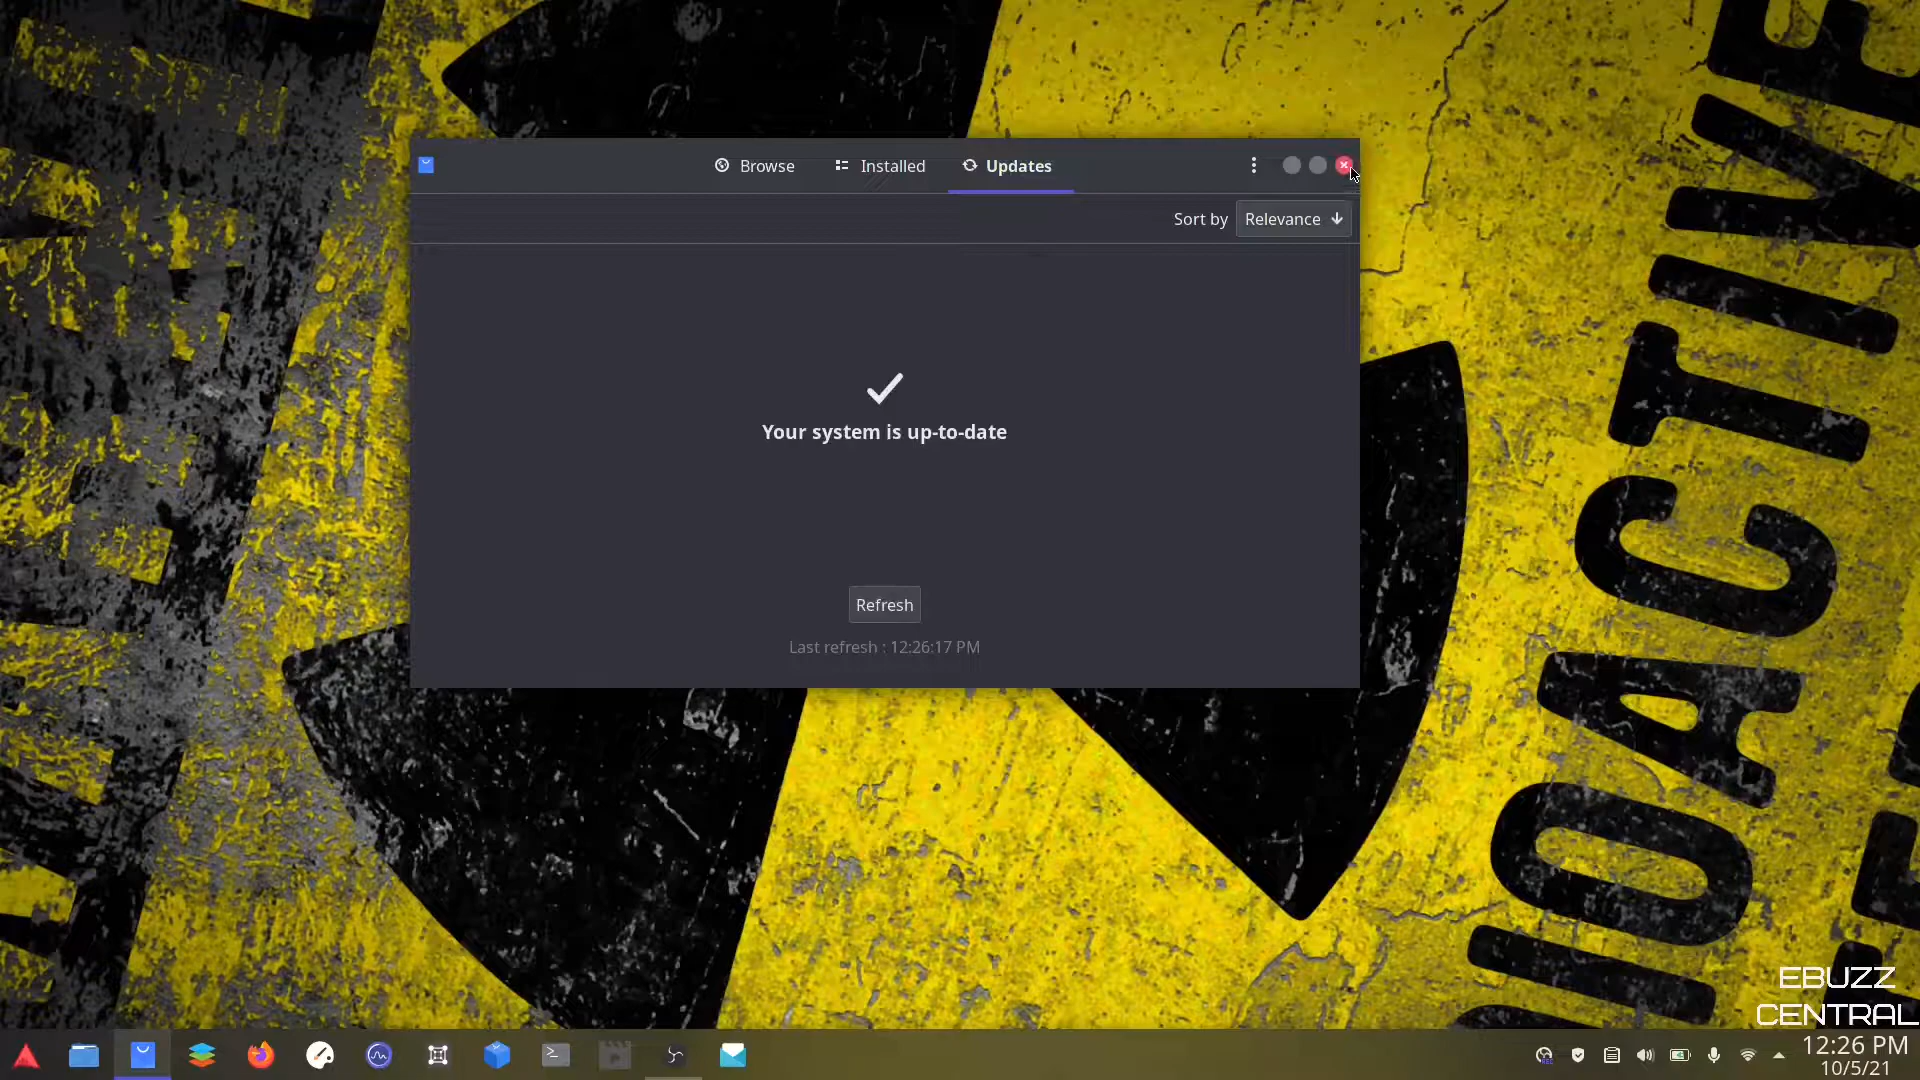 Browse
Installed
Updates
Sort by
Relevance
Your system is up-to-date
Refresh
Last refresh : 12:26:17 PM
IOACTIVE
EBUZZ
CENTRAL
12:26 PM
10/5/21